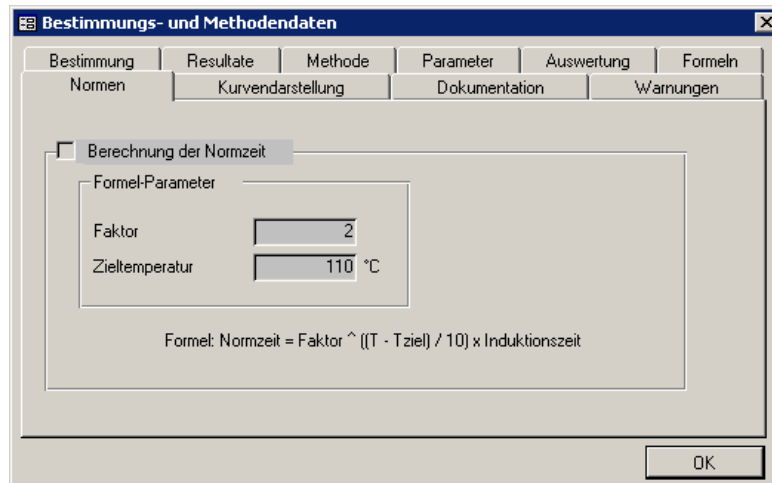 Bestimmungs- und Methodendaten
Bestimmung Resultate Methode Parameter Auswertung Formeln
Normen Kurvendarstellung Dokumentation Warnungen
Berechnung der Normzeit
Formel-Parameter
Faktor 2
Zieltemperatur 110 °C
Formel: Normzeit = Faktor ^ ((T - Tziel) / 10) x Induktionszeit
OK